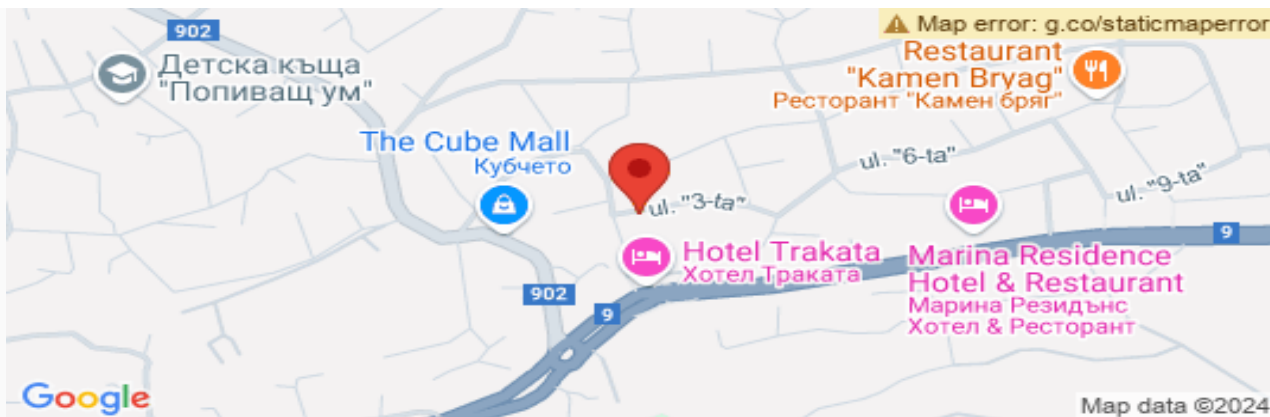 902
Map error: g.co/staticmaperror
Детска къща
"Попиващ ум"
Restaurant
"Kamen Bryag"
Ресторант "Камен бряг"
The Cube Mall
Кубчето
ul. "6-ta"
ul. "3-ta"
ul. "9-ta"
9
Hotel Trakata
Хотел Траката
Marina Residence
Hotel & Restaurant
Марина Резидънс
Хотел & Ресторант
902
9
Google
Map data ©2024